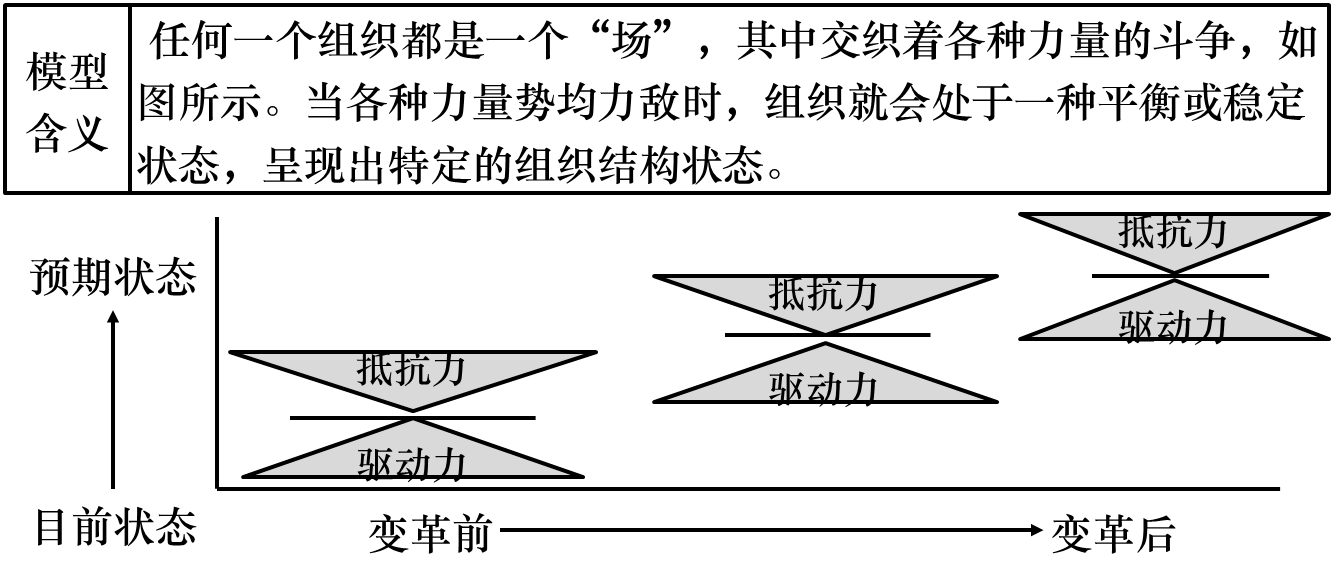 模型
含义
任何一个组织都是一个“场”，其中交织着各种力量的斗争，如
图所示。当各种力量势均力敌时，组织就会处于一种平衡或稳定
状态，呈现出特定的组织结构状态。
预期状态
目前状态
抵抗力
驱动力
抵抗力
驱动力
抵抗力
驱动力
变革前
变革后